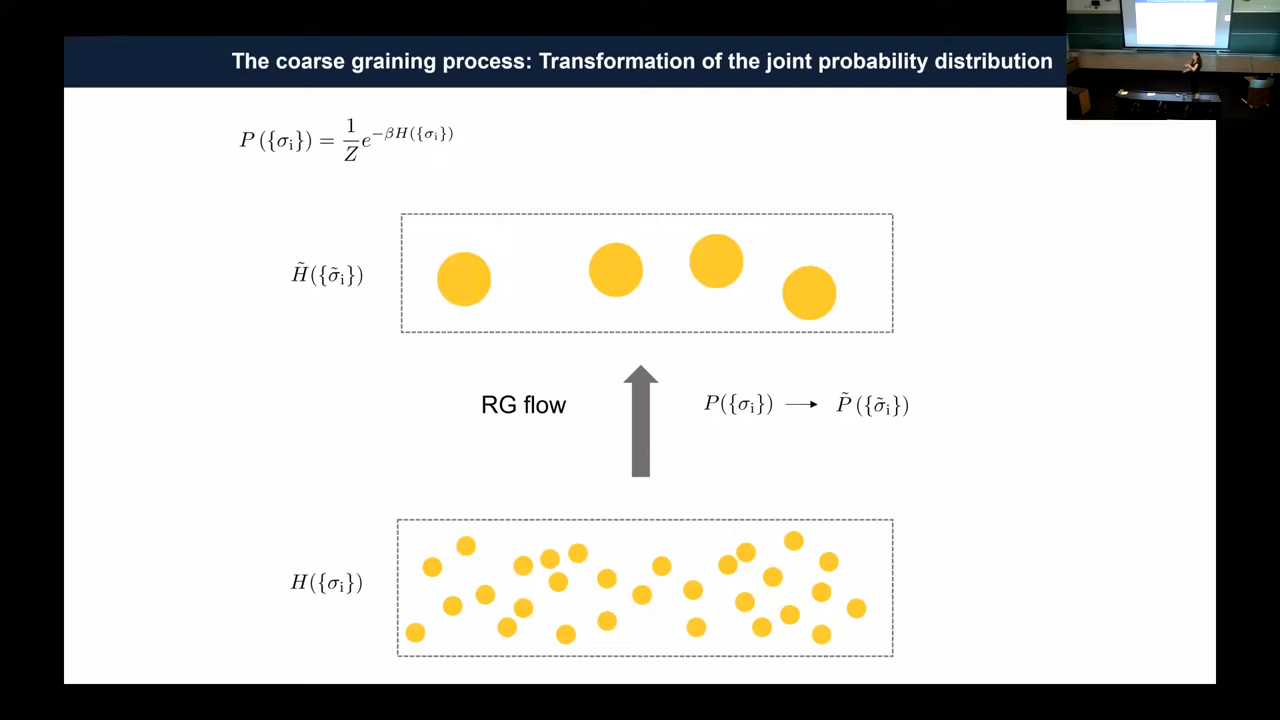 The coarse graining process: Transformation of the joint probability distribution
P({σᵢ}) = 1/Z e^{−βH({σᵢ})}
H̃({σ̃ᵢ})
RG flow
P({σᵢ}) ⟶ P̃({σ̃ᵢ})
H({σᵢ})